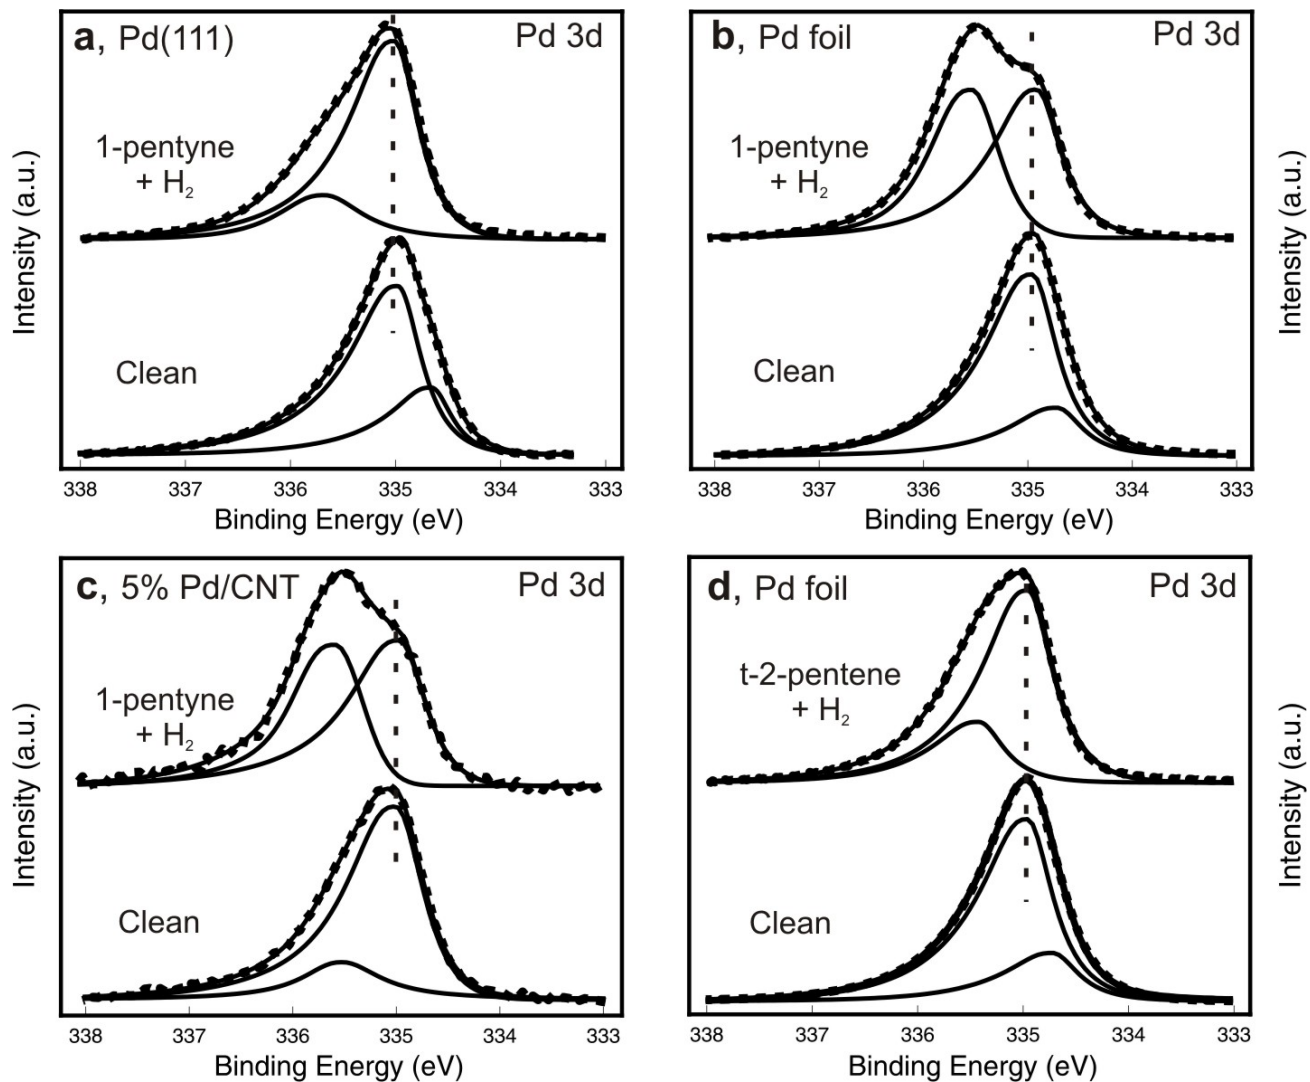 a, Pd(111)
Pd 3d
1-pentyne
+ H₂
Clean
Intensity (a.u.)
338 337 336 335 334 333
Binding Energy (eV)
b, Pd foil
Pd 3d
1-pentyne
+ H₂
Clean
Intensity (a.u.)
338 337 336 335 334 333
Binding Energy (eV)
c, 5% Pd/CNT
Pd 3d
1-pentyne
+ H₂
Clean
Intensity (a.u.)
338 337 336 335 334 333
Binding Energy (eV)
d, Pd foil
Pd 3d
t-2-pentene
+ H₂
Clean
Intensity (a.u.)
338 337 336 335 334 333
Binding Energy (eV)